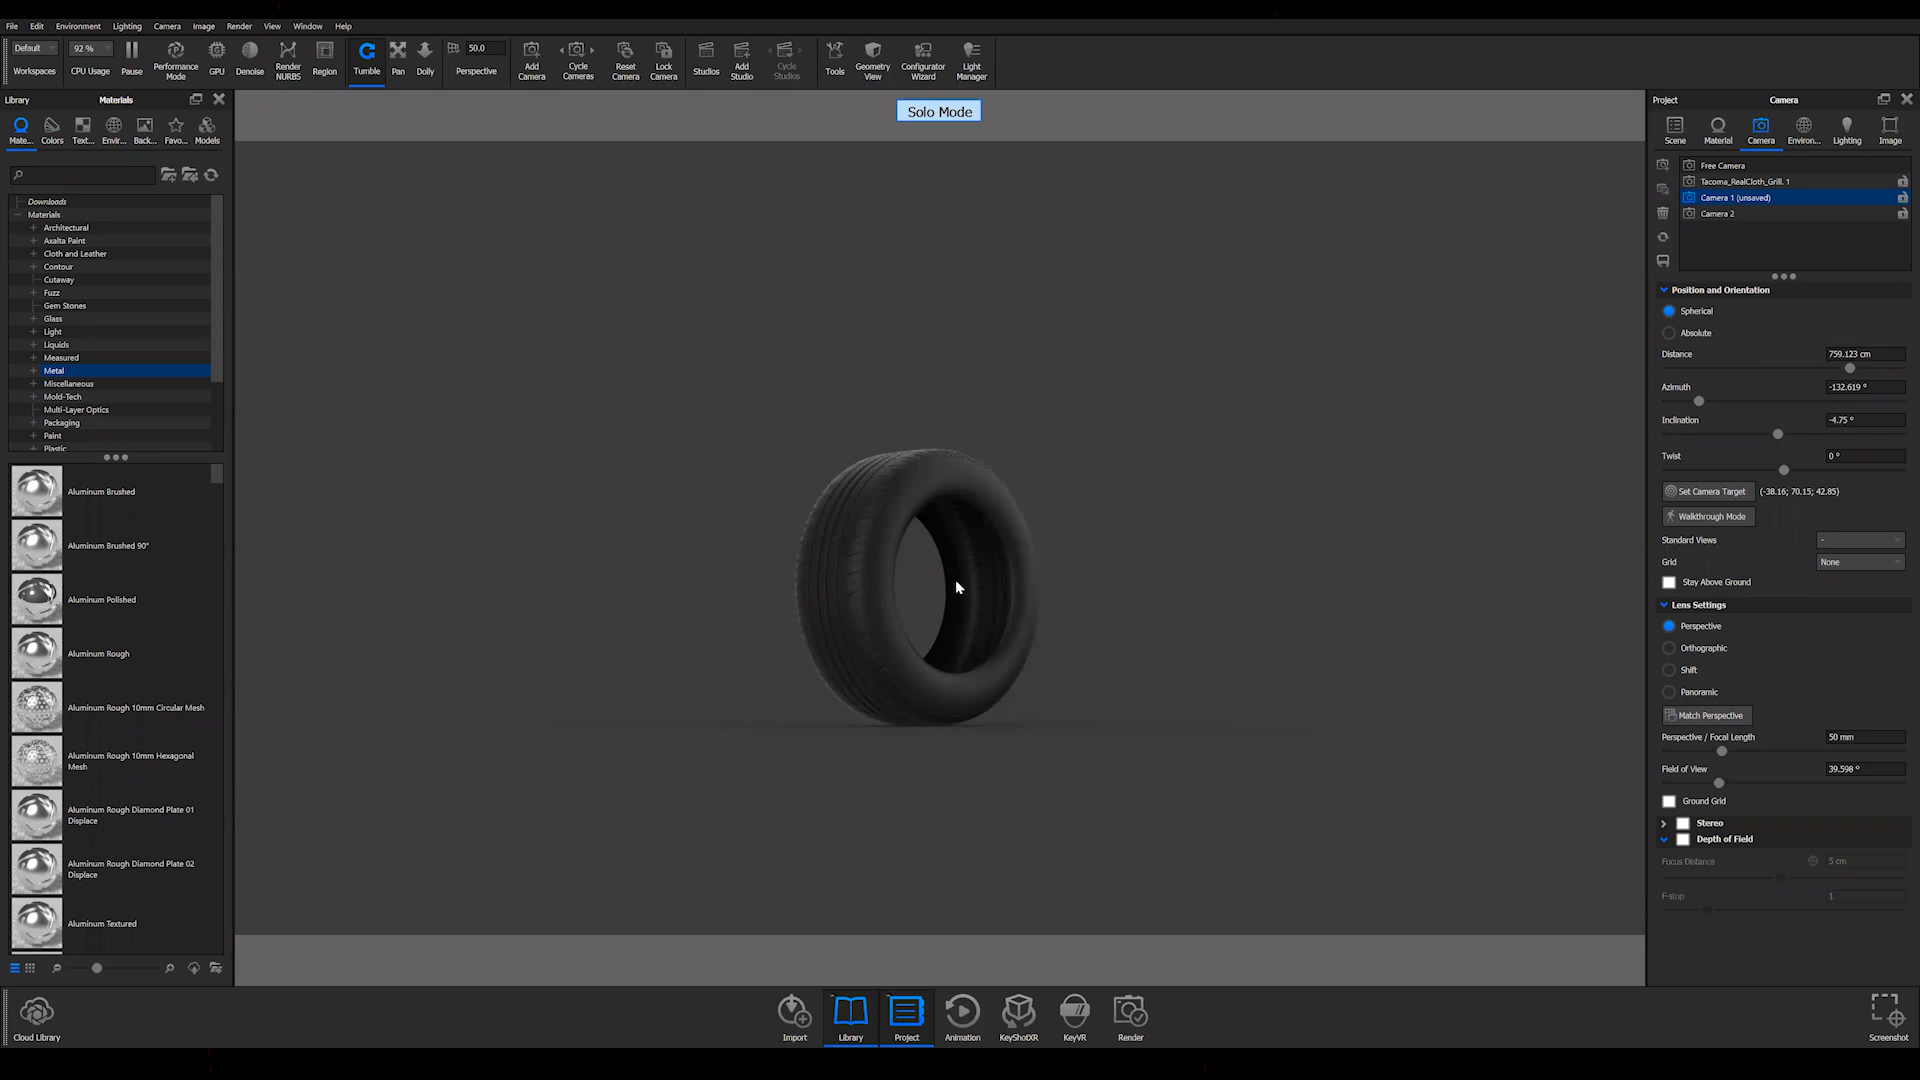 File Edit Environment Lighting Camera Image Render View Window Help
Default 92 % 50.0
Workspaces CPU Usage Pause Performance Mode GPU Denoise Render NURBS Region Tumble Pan Dolly Perspective Add Camera Cycle Cameras Reset Camera Lock Camera Studios Add Studio Cycle Studios Tools Geometry View Configurator Wizard Light Manager
Library Materials
Mate... Colors Text... Envir... Back... Favo... Models
Downloads
Materials
Architectural
Axalta Paint
Cloth and Leather
Contour
Cutaway
Fuzz
Gem Stones
Glass
Light
Liquids
Measured
Metal
Miscellaneous
Mold-Tech
Multi-Layer Optics
Packaging
Paint
Plastic
Aluminum Brushed
Aluminum Brushed 90°
Aluminum Polished
Aluminum Rough
Aluminum Rough 10mm Circular Mesh
Aluminum Rough 10mm Hexagonal
Mesh
Aluminum Rough Diamond Plate 01
Displace
Aluminum Rough Diamond Plate 02
Displace
Aluminum Textured
Solo Mode
Project Camera
Scene Material Camera Environ... Lighting Image
Free Camera
Tacoma_RealCloth_Grill. 1
Camera 1 (unsaved)
Camera 2
Position and Orientation
Spherical
Absolute
Distance 759.123 cm
Azimuth -132.619 °
Inclination -4.75 °
Twist 0 °
Set Camera Target (-38.16; 70.15; 42.85)
Walkthrough Mode
Standard Views -
Grid None
Stay Above Ground
Lens Settings
Perspective
Orthographic
Shift
Panoramic
Match Perspective
Perspective / Focal Length 50 mm
Field of View 39.598 °
Ground Grid
Stereo
Depth of Field
Focus Distance 5 cm
F-stop 1
Cloud Library Import Library Project Animation KeyShotXR KeyVR Render Screenshot